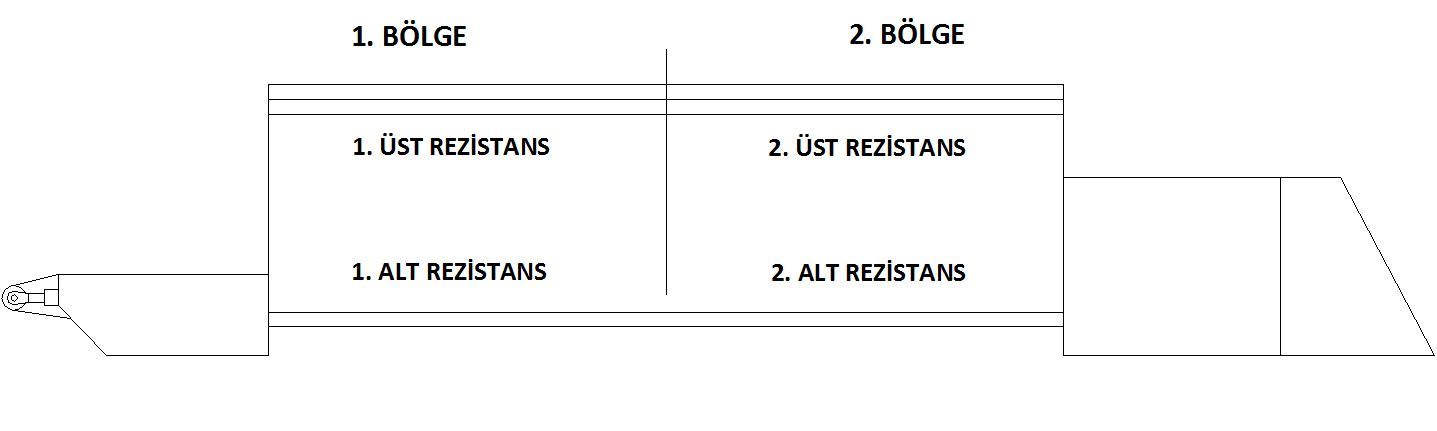 1. BÖLGE
2. BÖLGE
1. ÜST REZİSTANS
2. ÜST REZİSTANS
1. ALT REZİSTANS
2. ALT REZİSTANS